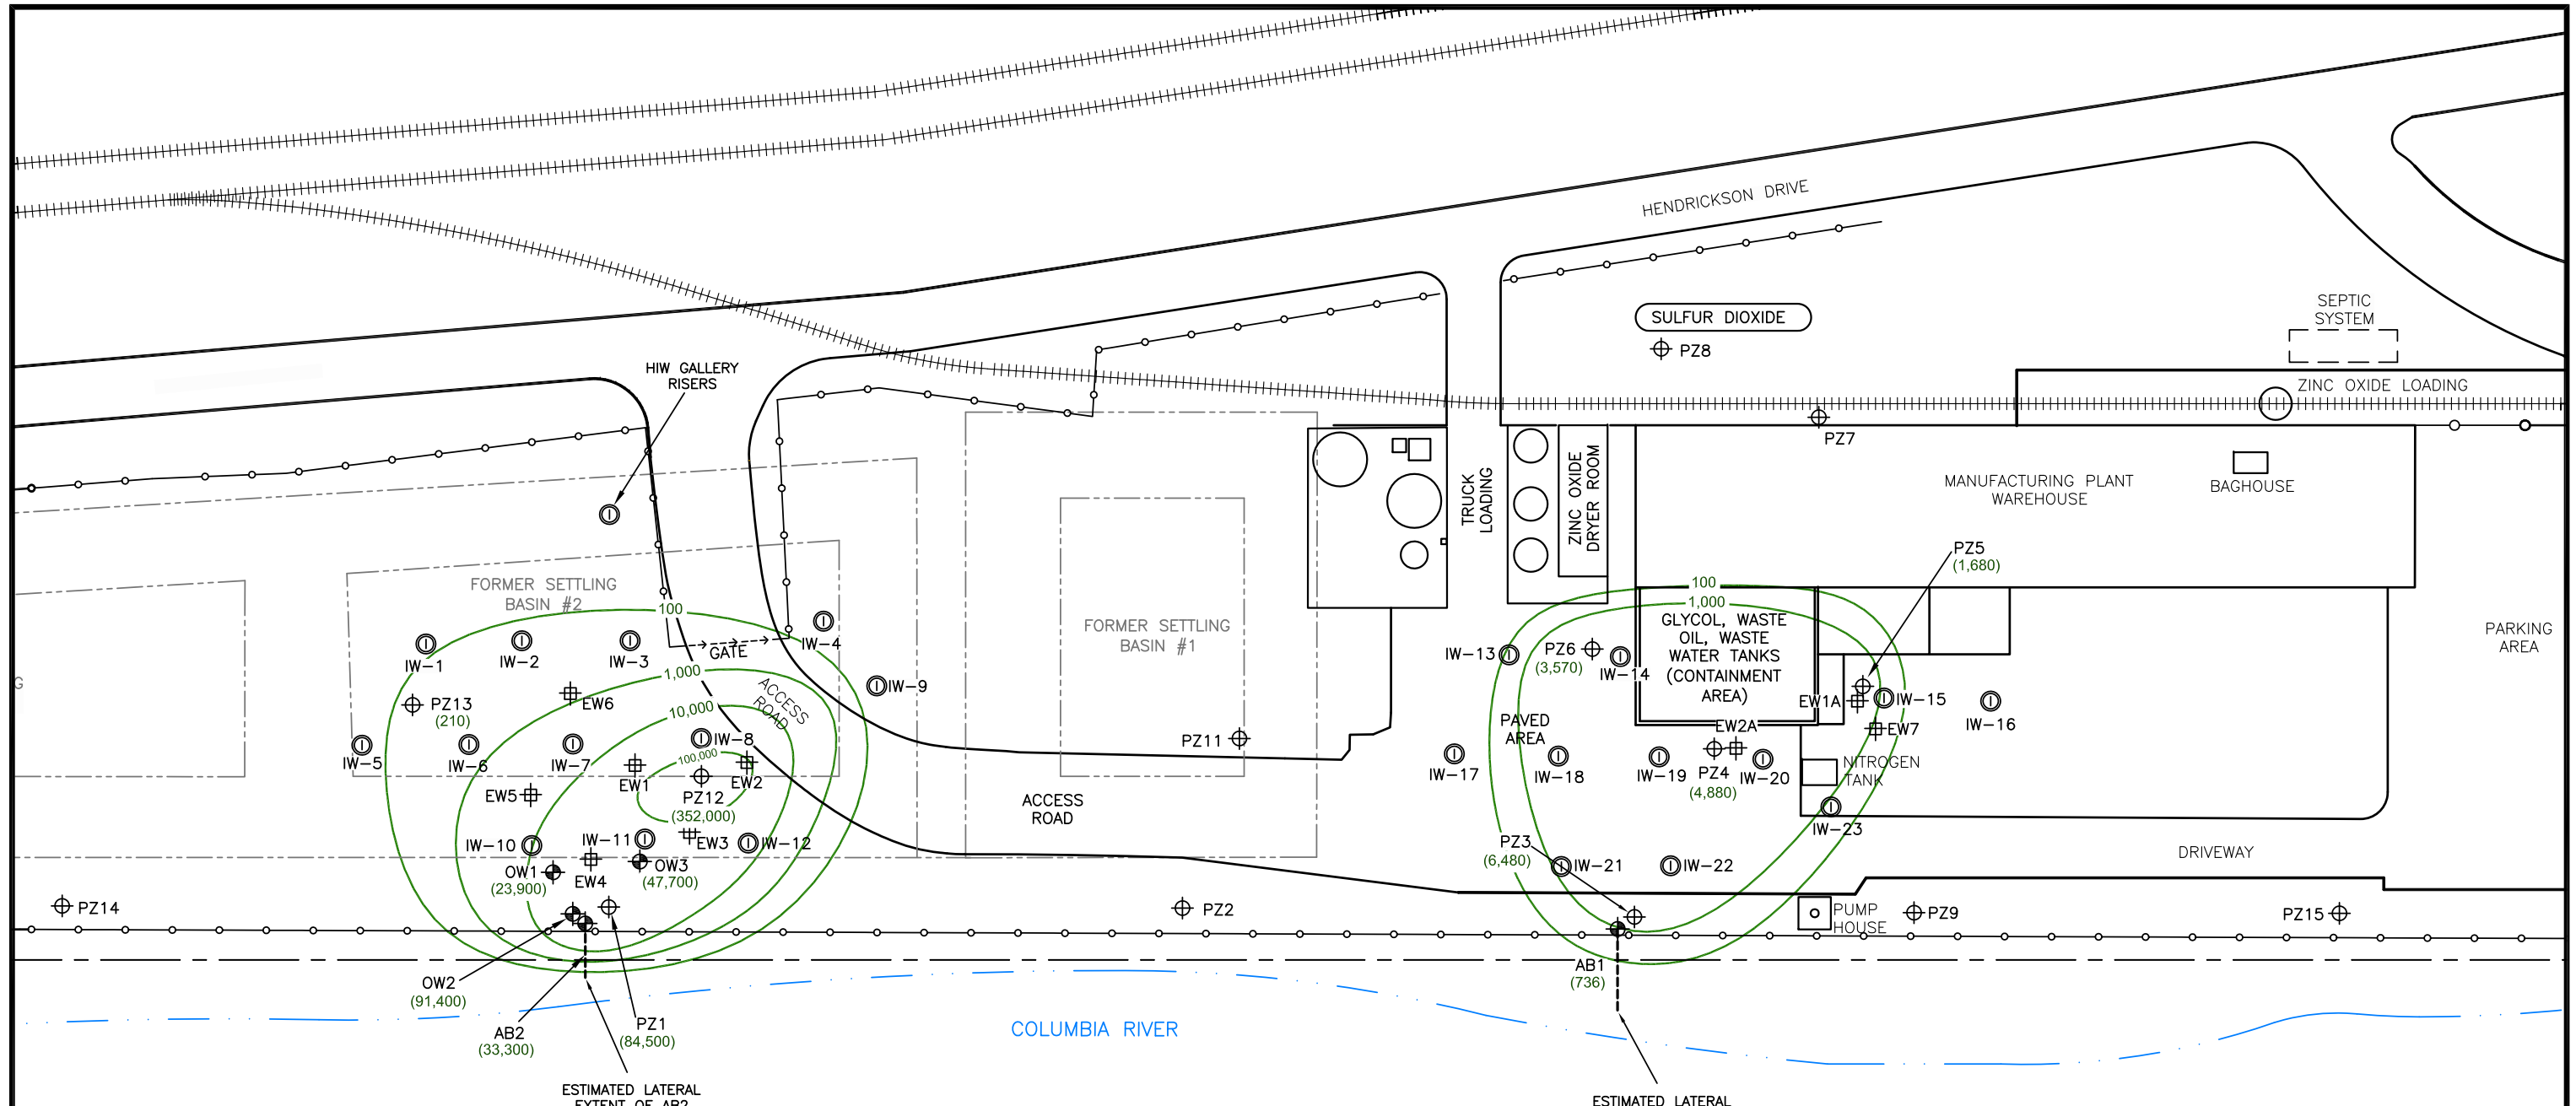 HENDRICKSON DRIVE
SULFUR DIOXIDE
PZ8
SEPTIC
SYSTEM
HIW GALLERY
RISERS
ZINC OXIDE LOADING
PZ7
TRUCK
LOADING
ZINC OXIDE
DRYER ROOM
MANUFACTURING PLANT
WAREHOUSE
BAGHOUSE
PZ5
(1,680)
FORMER SETTLING
BASIN #2
100
100
1,000
GLYCOL, WASTE
OIL, WASTE
WATER TANKS
(CONTAINMENT
AREA)
FORMER SETTLING
BASIN #1
PARKING
AREA
IW-1
IW-2
IW-3
IW-4
GATE
IW-13
PZ6
(3,570)
IW-14
G
1,000
ACCESS
ROAD
IW-9
EW6
PZ13
(210)
10,000
EW1A
IW-15
IW-16
EW7
PAVED
AREA
EW2A
PZ11
IW-8
IW-5
IW-6
IW-7
100,000
EW1
EW2
IW-17
IW-18
IW-19
PZ4
(4,880)
IW-20
NITROGEN
TANK
EW5
PZ12
(352,000)
ACCESS
ROAD
IW-23
IW-10
IW-11
EW3
IW-12
PZ3
(6,480)
IW-21
IW-22
DRIVEWAY
OW1
(23,900)
EW4
OW3
(47,700)
PZ14
PZ2
PUMP
HOUSE
PZ9
PZ15
OW2
(91,400)
AB1
(736)
AB2
(33,300)
PZ1
(84,500)
COLUMBIA RIVER
ESTIMATED LATERAL
EXTENT OF AB2
ESTIMATED LATERAL